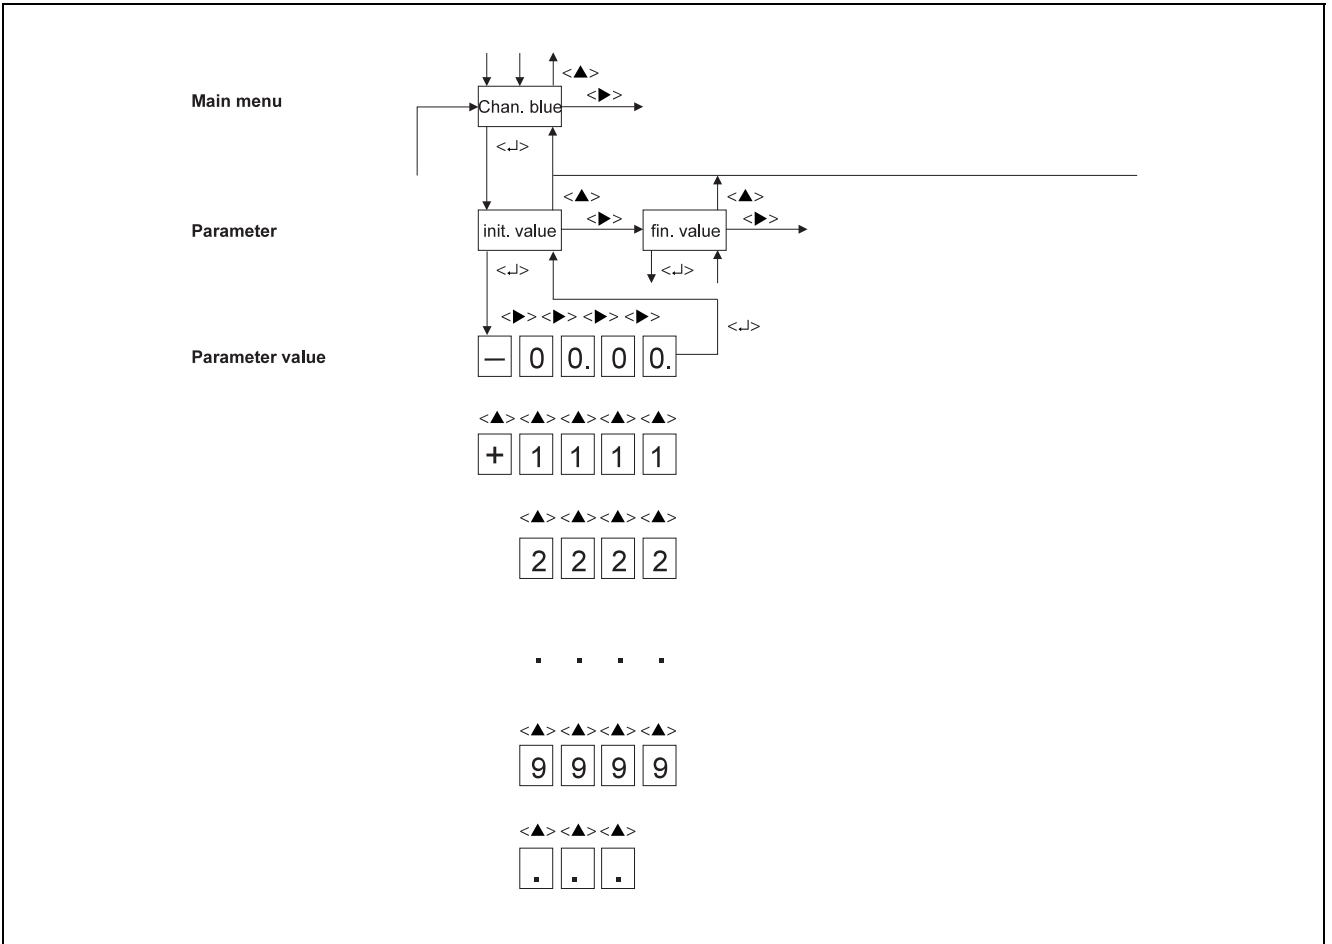 <▲>
<▶>
Main menu
Chan. blue
<↵>
<▲> <▲>
<▶> <▶>
Parameter
init. value fin. value
<↵> <↵>
<▶> <▶> <▶> <▶>
<↵>
Parameter value
– 0 0. 0 0.
<▲> <▲> <▲> <▲> <▲>
+ 1 1 1 1
<▲> <▲> <▲> <▲>
2 2 2 2
. . . .
<▲> <▲> <▲> <▲>
9 9 9 9
<▲> <▲> <▲>
. . .